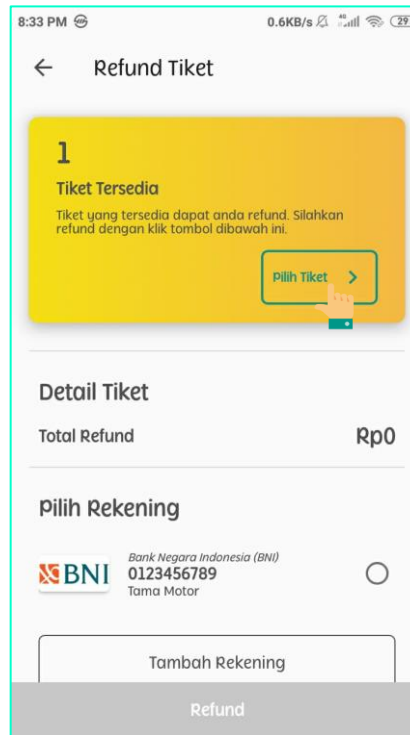 8:33 PM
0.6KB/s 4G 29
Refund Tiket
1
Tiket Tersedia
Tiket yang tersedia dapat anda refund. Silahkan
refund dengan klik tombol dibawah ini.
Pilih Tiket
Detail Tiket
Total Refund Rp0
Pilih Rekening
BNI
Bank Negara Indonesia (BNI)
0123456789
Tama Motor
Tambah Rekening
Refund